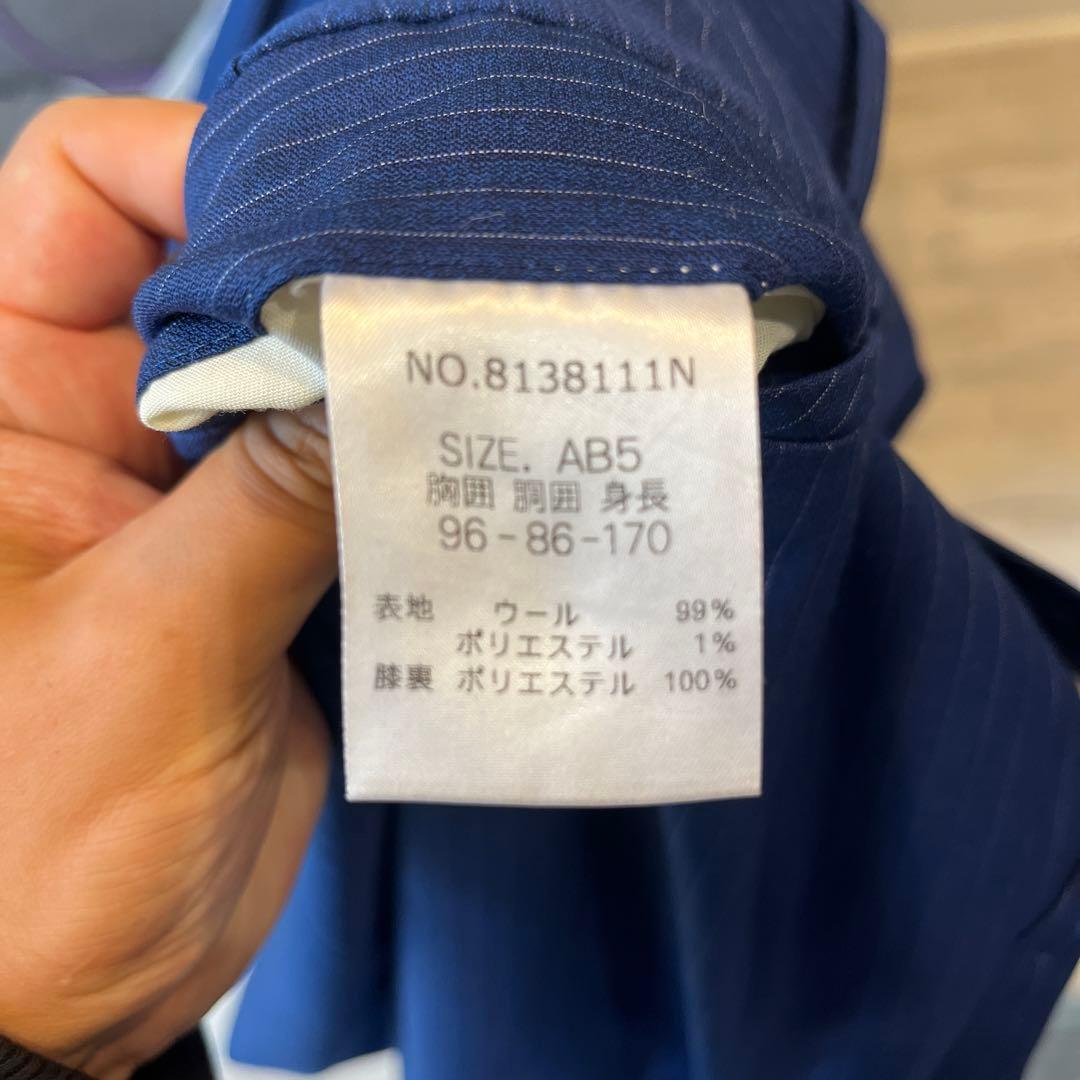 NO.8138111N
SIZE. AB5
胸囲 胴囲 身長
96-86-170
表地 ウール 99%
ポリエステル 1%
膝裏 ポリエステル 100%